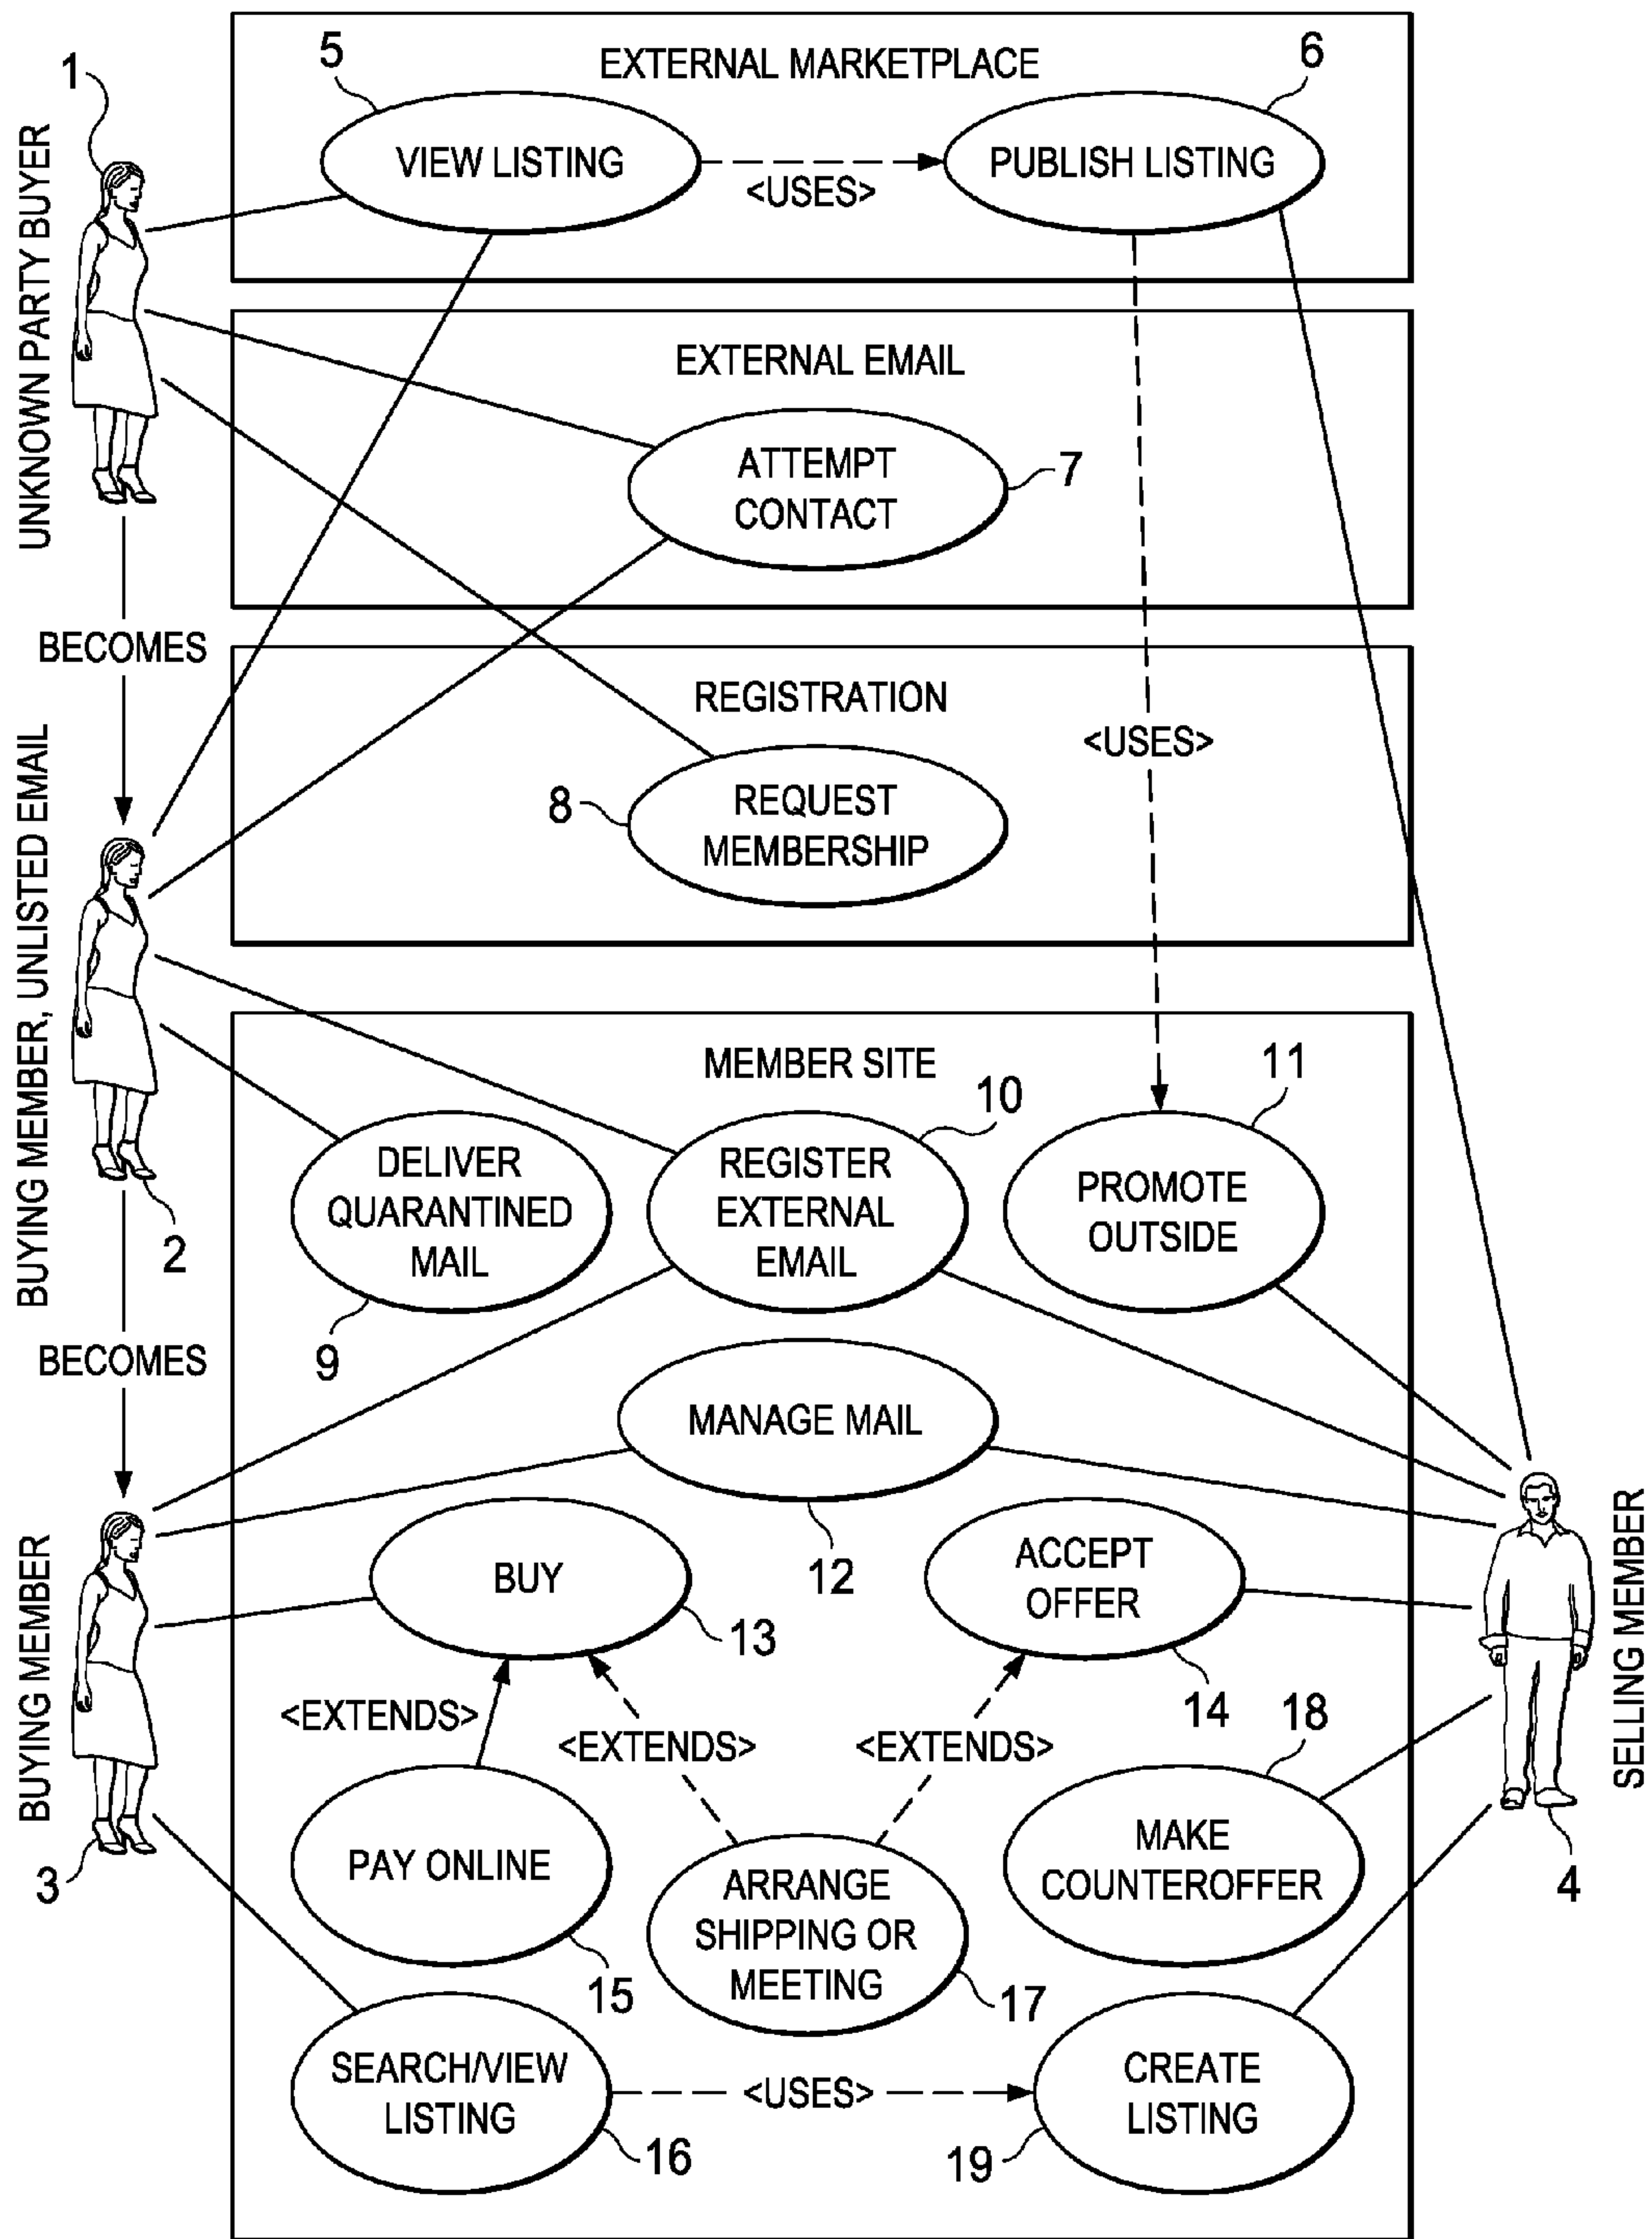 EXTERNAL MARKETPLACE
5
6
1
VIEW LISTING
<USES>
PUBLISH LISTING
UNKNOWN PARTY BUYER
EXTERNAL EMAIL
ATTEMPT
CONTACT
7
BECOMES
REGISTRATION
<USES>
8
REQUEST
MEMBERSHIP
BUYING MEMBER, UNLISTED EMAIL
2
MEMBER SITE
10
11
DELIVER
QUARANTINED
MAIL
9
REGISTER
EXTERNAL
EMAIL
PROMOTE
OUTSIDE
BECOMES
MANAGE MAIL
12
BUYING MEMBER
3
BUY
13
ACCEPT
OFFER
14
SELLING MEMBER
4
<EXTENDS>
<EXTENDS>
<EXTENDS>
18
PAY ONLINE
15
ARRANGE
SHIPPING OR
MEETING
17
MAKE
COUNTEROFFER
SEARCH/VIEW
LISTING
16
<USES>
CREATE
LISTING
19